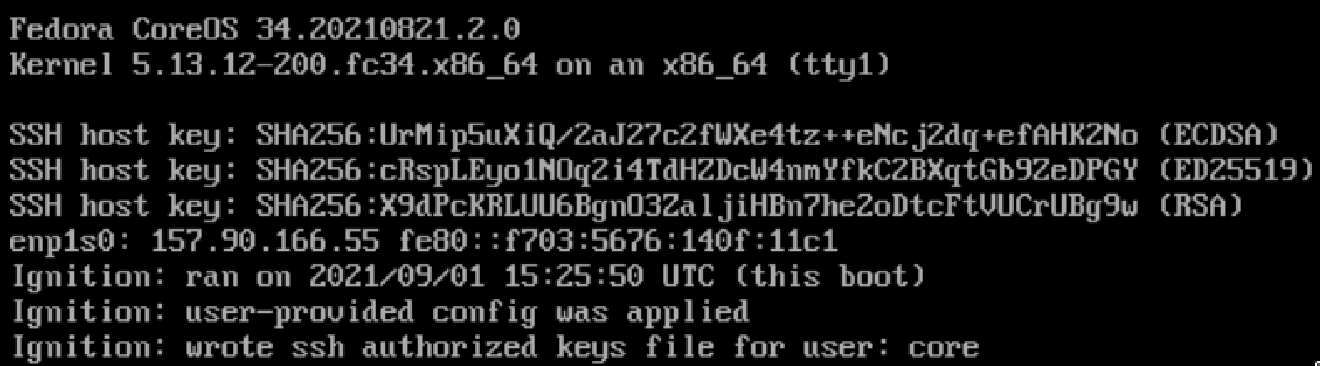 Fedora CoreOS 34.20210821.2.0
Kernel 5.13.12-200.fc34.x86_64 on an x86_64 (tty1)
SSH host key: SHA256:UrMip5uXiQ/2aJ27c2fWXe4tz++eNcj2dq+efAHK2No (ECDSA)
SSH host key: SHA256:cRspLEyo1NOq2i4TdHZDcW4nmYfkC2BXqtGb9ZeDPGY (ED25519)
SSH host key: SHA256:X9dPcKRLUU6BgnO3ZaljiHBn7he2oDtcFtVUCrUBg9w (RSA)
enp1s0: 157.90.166.55 fe80::f703:5676:140f:11c1
Ignition: ran on 2021/09/01 15:25:50 UTC (this boot)
Ignition: user-provided config was applied
Ignition: wrote ssh authorized keys file for user: core